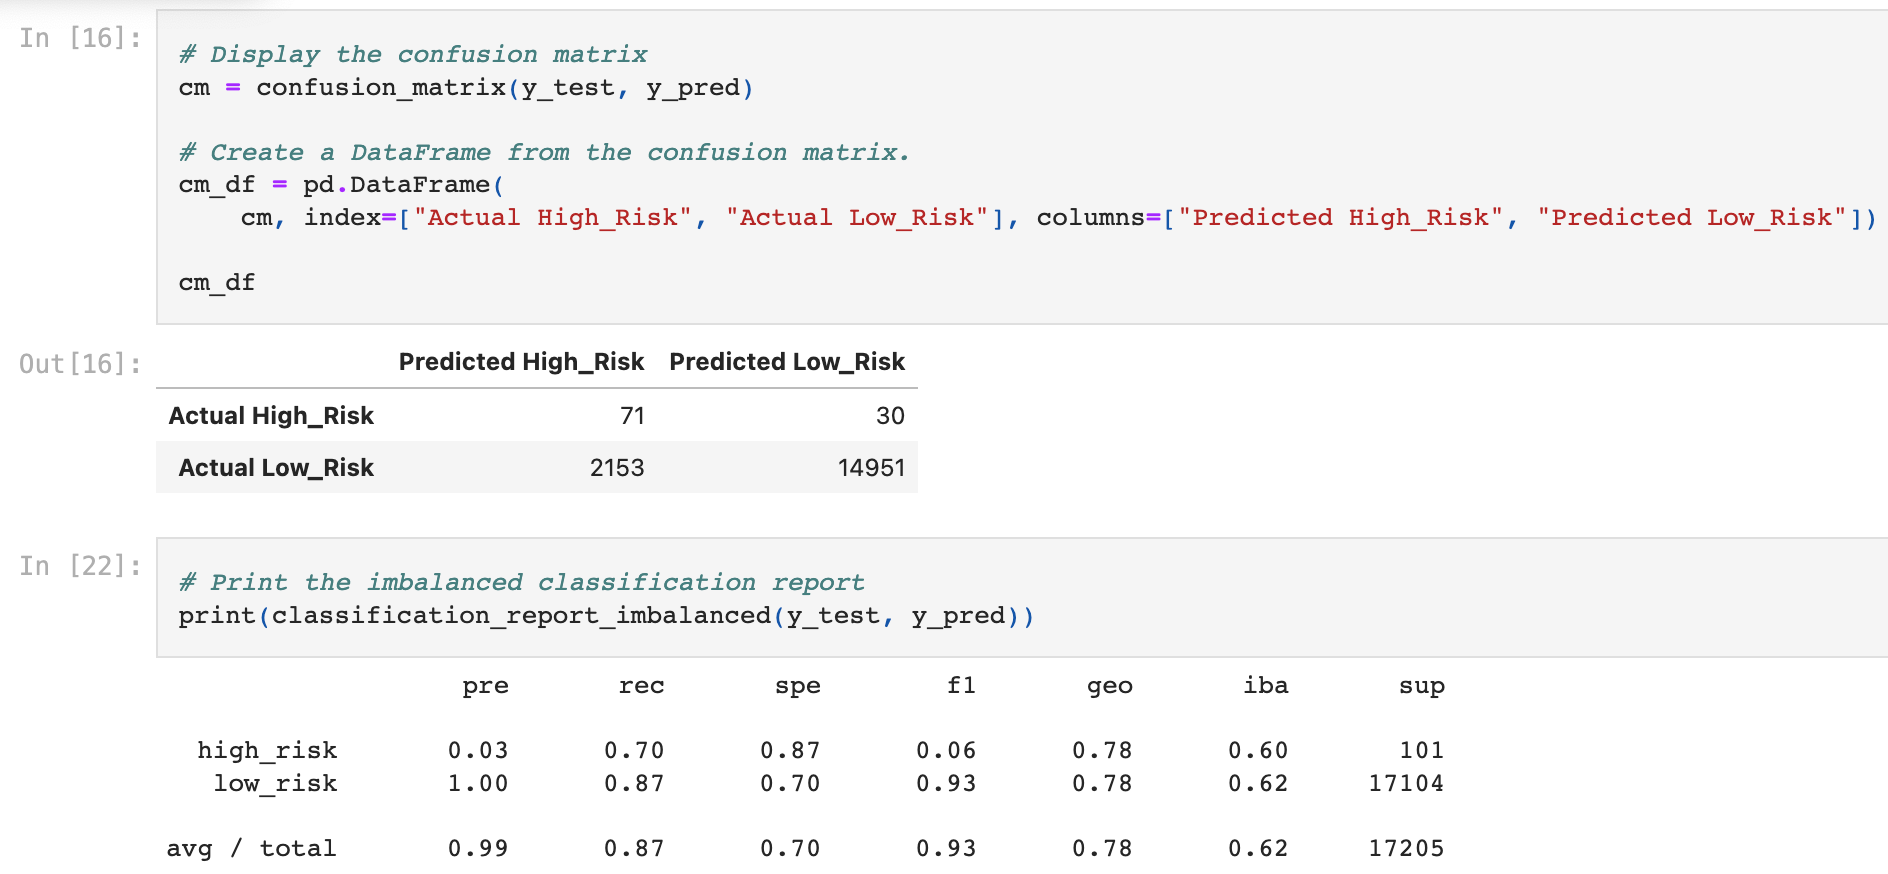 In [16]:
# Display the confusion matrix
cm = confusion_matrix(y_test, y_pred)
# Create a DataFrame from the confusion matrix.
cm_df = pd.DataFrame(
    cm, index=["Actual High_Risk", "Actual Low_Risk"], columns=["Predicted High_Risk", "Predicted Low_Risk"])
cm_df
Out[16]:
Predicted High_Risk Predicted Low_Risk
Actual High_Risk 71 30
Actual Low_Risk 2153 14951
In [22]:
# Print the imbalanced classification report
print(classification_report_imbalanced(y_test, y_pred))
pre rec spe f1 geo iba sup
high_risk 0.03 0.70 0.87 0.06 0.78 0.60 101
low_risk 1.00 0.87 0.70 0.93 0.78 0.62 17104
avg / total 0.99 0.87 0.70 0.93 0.78 0.62 17205